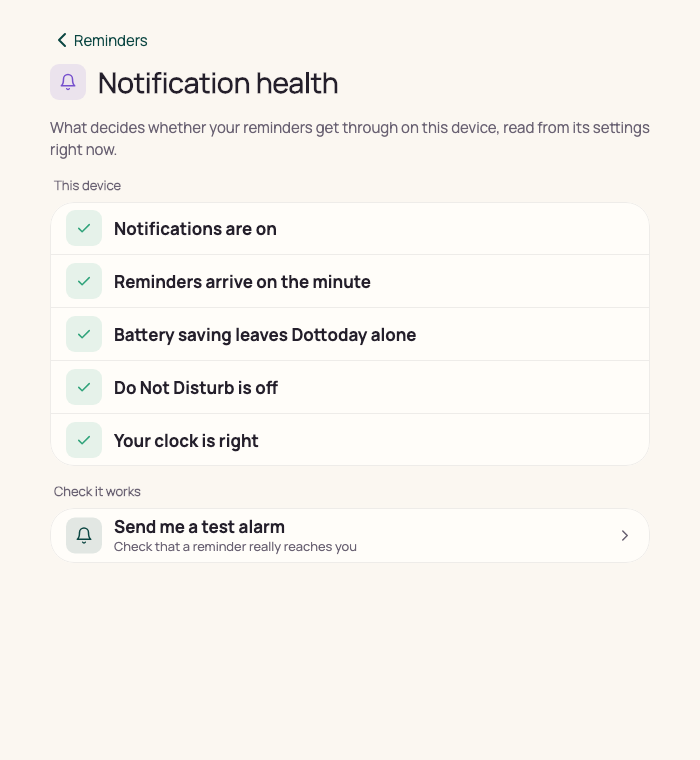 Reminders
Notification health
What decides whether your reminders get through on this device, read from its settings
right now.
This device
Notifications are on
Reminders arrive on the minute
Battery saving leaves Dottoday alone
Do Not Disturb is off
Your clock is right
Check it works
Send me a test alarm
Check that a reminder really reaches you